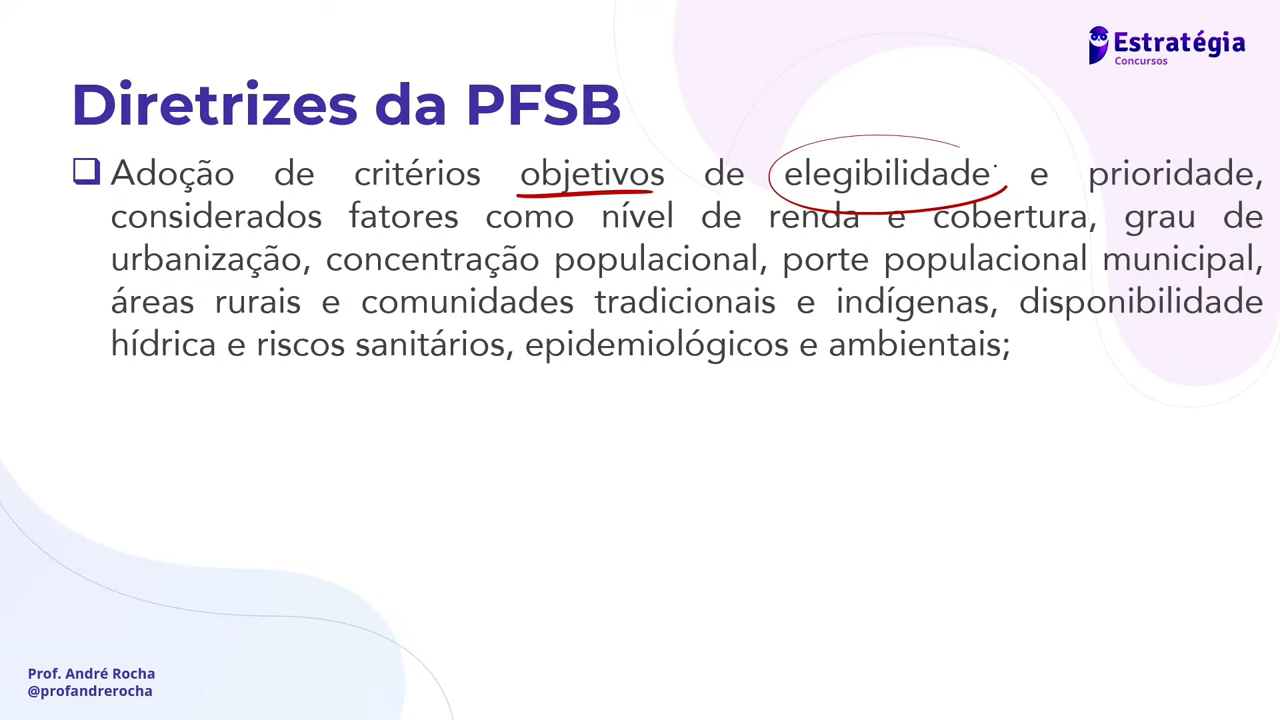 Estratégia
Concursos
Diretrizes da PFSB
Adoção de critérios objetivos de elegibilidade e prioridade,
considerados fatores como nível de renda e cobertura, grau de
urbanização, concentração populacional, porte populacional municipal,
áreas rurais e comunidades tradicionais e indígenas, disponibilidade
hídrica e riscos sanitários, epidemiológicos e ambientais;
Prof. André Rocha
@profandrerocha